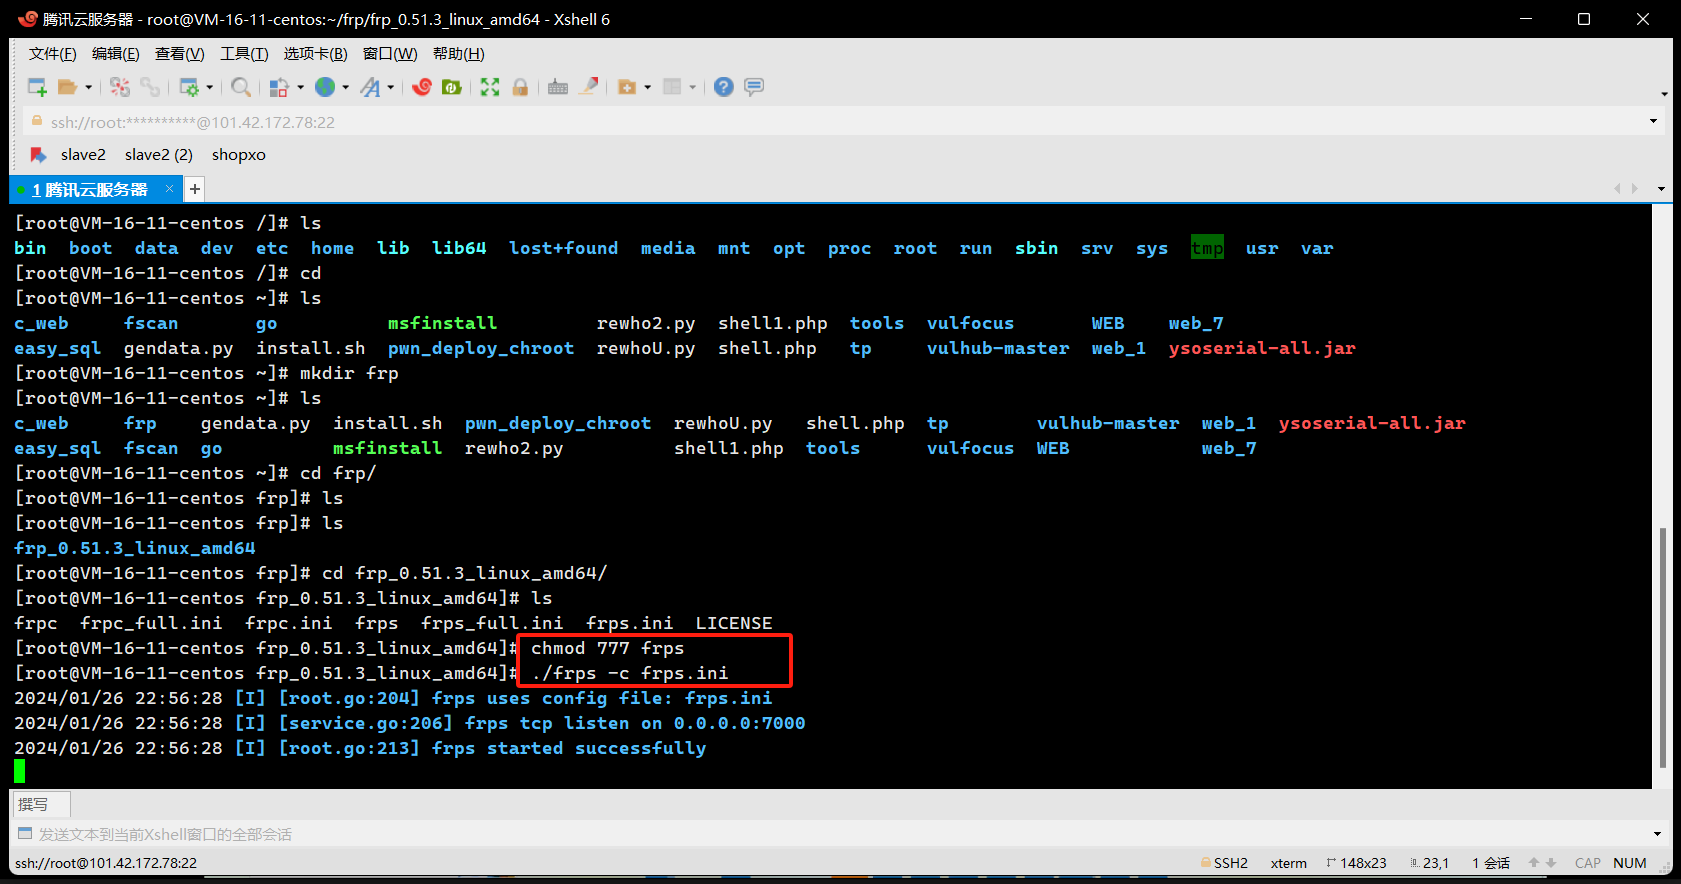 腾讯云服务器 - root@VM-16-11-centos:~/frp/frp_0.51.3_linux_amd64 - Xshell 6
文件(F) 编辑(E) 查看(V) 工具(T) 选项卡(B) 窗口(W) 帮助(H)
ssh://root:**********@101.42.172.78:22
slave2 slave2 (2) shopxo
1 腾讯云服务器 × +
[root@VM-16-11-centos /]# ls
bin boot data dev etc home lib lib64 lost+found media mnt opt proc root run sbin srv sys tmp usr var
[root@VM-16-11-centos /]# cd
[root@VM-16-11-centos ~]# ls
c_web fscan go msfinstall rewho2.py shell1.php tools vulfocus WEB web_7
easy_sql gendata.py install.sh pwn_deploy_chroot rewhoU.py shell.php tp vulhub-master web_1 ysoserial-all.jar
[root@VM-16-11-centos ~]# mkdir frp
[root@VM-16-11-centos ~]# ls
c_web frp gendata.py install.sh pwn_deploy_chroot rewhoU.py shell.php tp vulhub-master web_1 ysoserial-all.jar
easy_sql fscan go msfinstall rewho2.py shell1.php tools vulfocus WEB web_7
[root@VM-16-11-centos ~]# cd frp/
[root@VM-16-11-centos frp]# ls
[root@VM-16-11-centos frp]# ls
frp_0.51.3_linux_amd64
[root@VM-16-11-centos frp]# cd frp_0.51.3_linux_amd64/
[root@VM-16-11-centos frp_0.51.3_linux_amd64]# ls
frpc frpc_full.ini frpc.ini frps frps_full.ini frps.ini LICENSE
[root@VM-16-11-centos frp_0.51.3_linux_amd64]# chmod 777 frps
[root@VM-16-11-centos frp_0.51.3_linux_amd64]# ./frps -c frps.ini
2024/01/26 22:56:28 [I] [root.go:204] frps uses config file: frps.ini
2024/01/26 22:56:28 [I] [service.go:206] frps tcp listen on 0.0.0.0:7000
2024/01/26 22:56:28 [I] [root.go:213] frps started successfully
撰写
发送文本到当前Xshell窗口的全部会话
ssh://root@101.42.172.78:22 SSH2 xterm 148x23 23,1 1 会话 CAP NUM